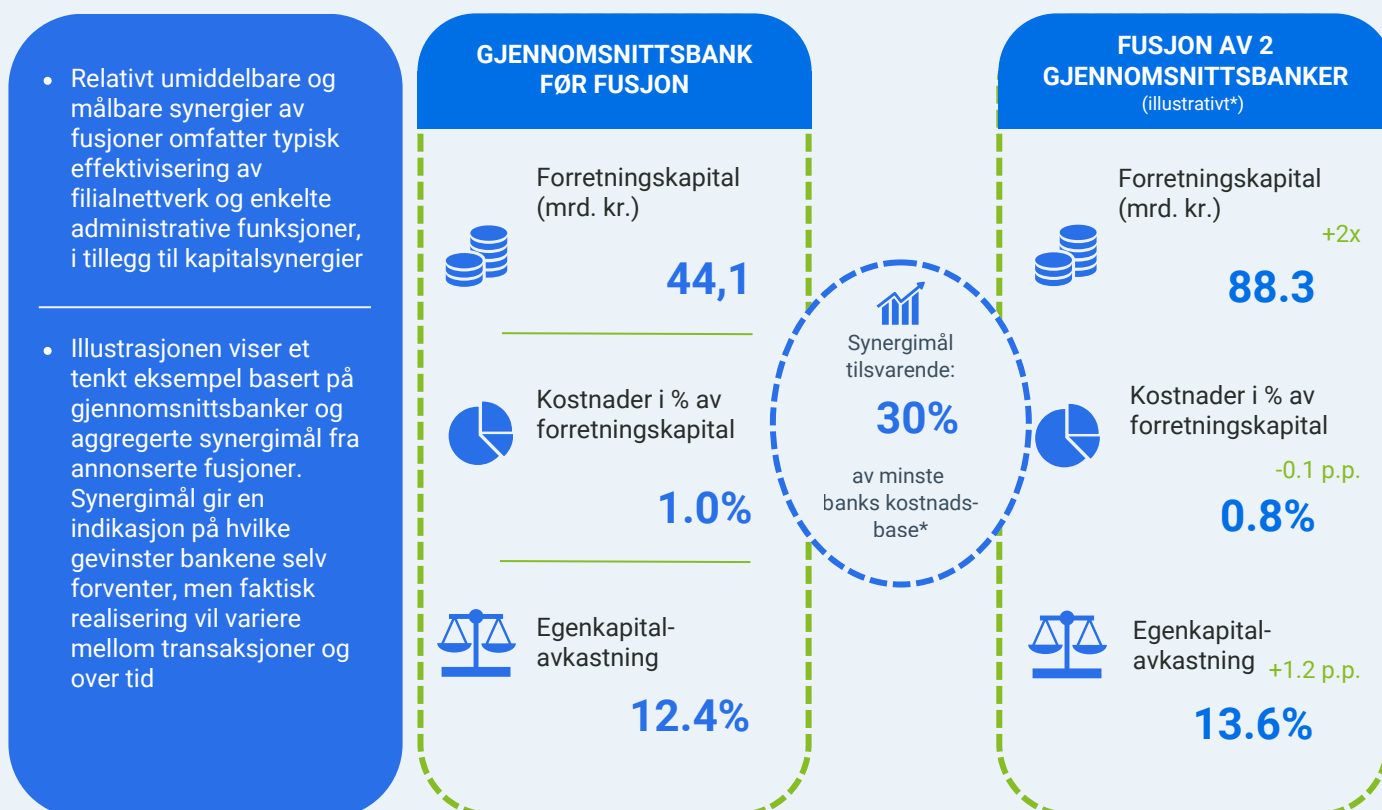 • Relativt umiddelbare og
målbare synergier av
fusjoner omfatter typisk
effektivisering av
filialnettverk og enkelte
administrative funksjoner,
i tillegg til kapitalsynergier
• Illustrasjonen viser et
tenkt eksempel basert på
gjennomsnittsbanker og
aggregerte synergimål fra
annonserte fusjoner.
Synergimål gir en
indikasjon på hvilke
gevinster bankene selv
forventer, men faktisk
realisering vil variere
mellom transaksjoner og
over tid
GJENNOMSNITTSBANK
FØR FUSJON
Forretningskapital
(mrd. kr.)
44,1
Kostnader i % av
forretningskapital
1.0%
Egenkapital-
avkastning
12.4%
Synergimål
tilsvarende:
30%
av minste
banks kostnads-
base*
FUSJON AV 2
GJENNOMSNITTSBANKER
(illustrativt*)
Forretningskapital
(mrd. kr.)
+2x
88.3
Kostnader i % av
forretningskapital
-0.1 p.p.
0.8%
Egenkapital-
avkastning
+1.2 p.p.
13.6%